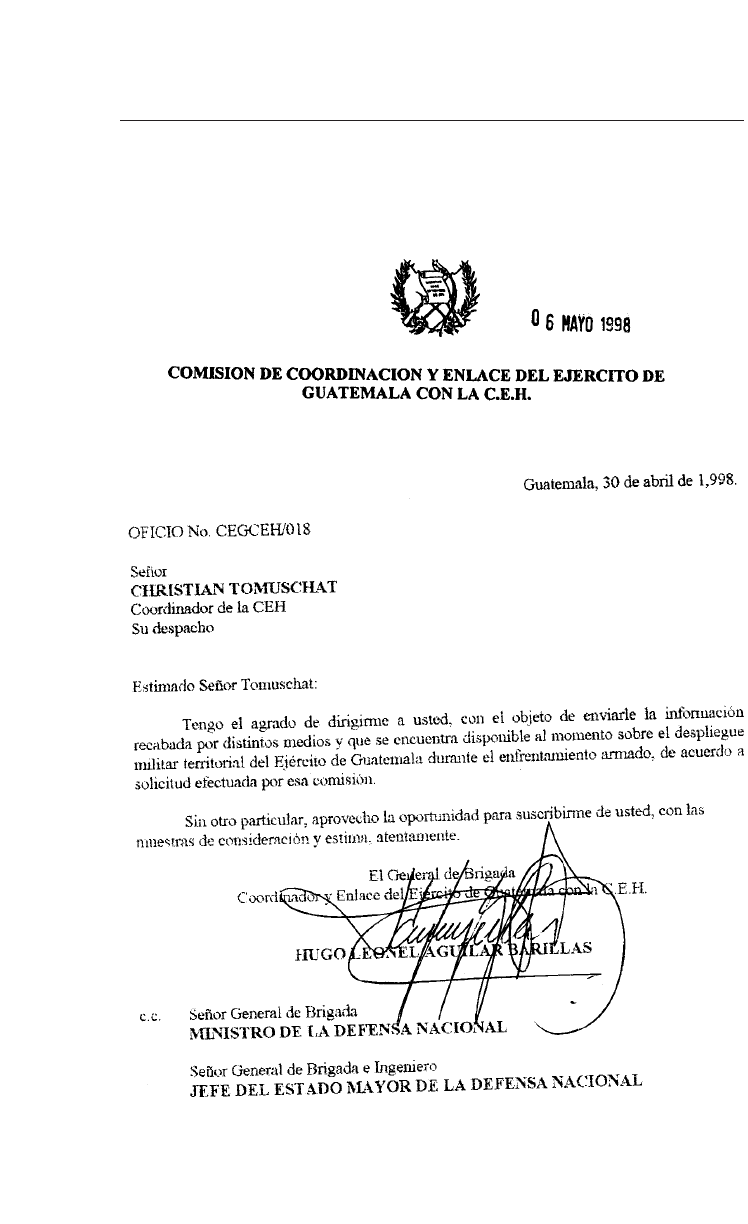 0 6 MAYO 1998
COMISION DE COORDINACION Y ENLACE DEL EJERCITO DE
GUATEMALA CON LA C.E.H.
Guatemala, 30 de abril de 1,998.
OFICIO No. CEGCEH/018
Señor
CHRISTIAN TOMUSCHAT
Coordinador de la CEH
Su despacho
Estimado Señor Tomuschat:
Tengo el agrado de dirigirme a usted, con el objeto de enviarle la información
recabada por distintos medios y que se encuentra disponible al momento sobre el despliegue
militar territorial del Ejército de Guatemala durante el enfrentamiento armado, de acuerdo a
solicitud efectuada por esa comisión.
Sin otro particular, aprovecho la oportunidad para suscribirme de usted, con las
muestras de consideración y estima, atentamente.
El General de Brigada
Coordinador y Enlace del Ejército de Guatemala con la C.E.H.
HUGO LEONEL AGUILAR BARILLAS
c.c. Señor General de Brigada
MINISTRO DE LA DEFENSA NACIONAL
Señor General de Brigada e Ingeniero
JEFE DEL ESTADO MAYOR DE LA DEFENSA NACIONAL